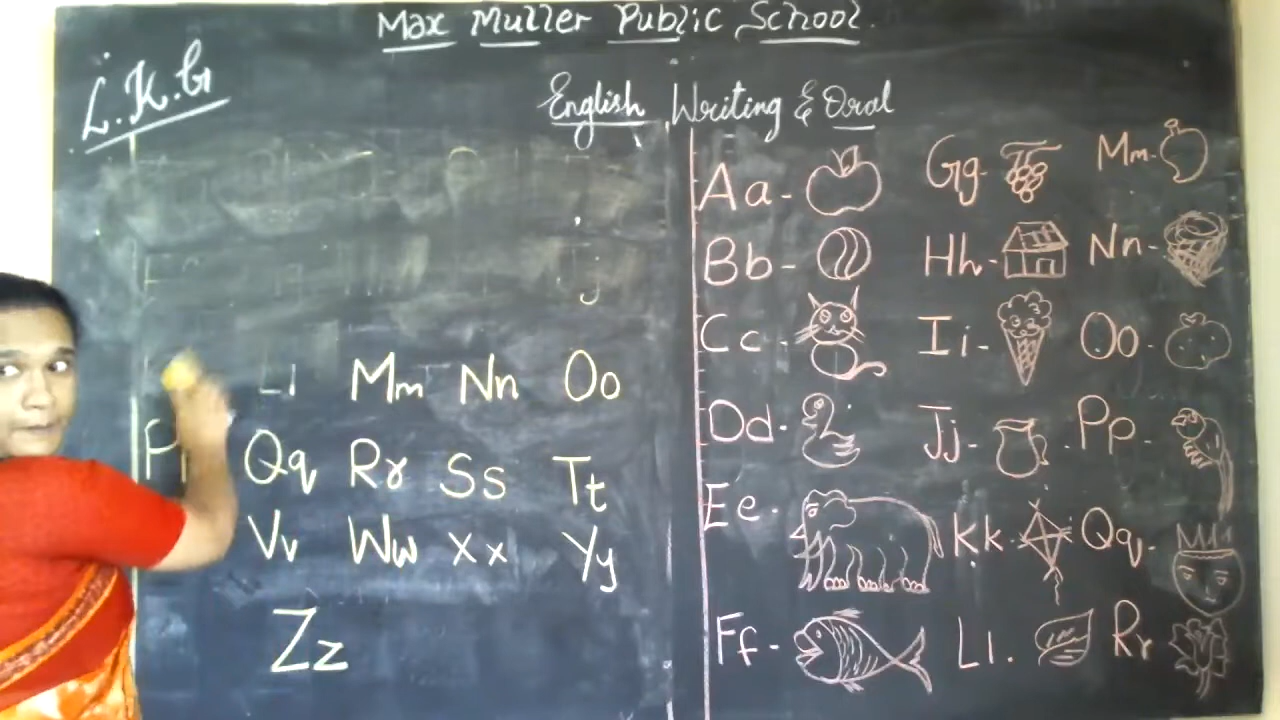 Max Muller Public School.
L.K.G
English Writing & Oral
Ll Mm Nn Oo
Qq Rr Ss Tt
Vv Ww Xx Yy
Zz
Aa -
Bb -
Cc -
Dd -
Ee -
Ff -
Gg -
Hh -
Ii -
Jj -
Kk -
Ll .
Mm -
Nn -
Oo -
Pp -
Qq -
Rr